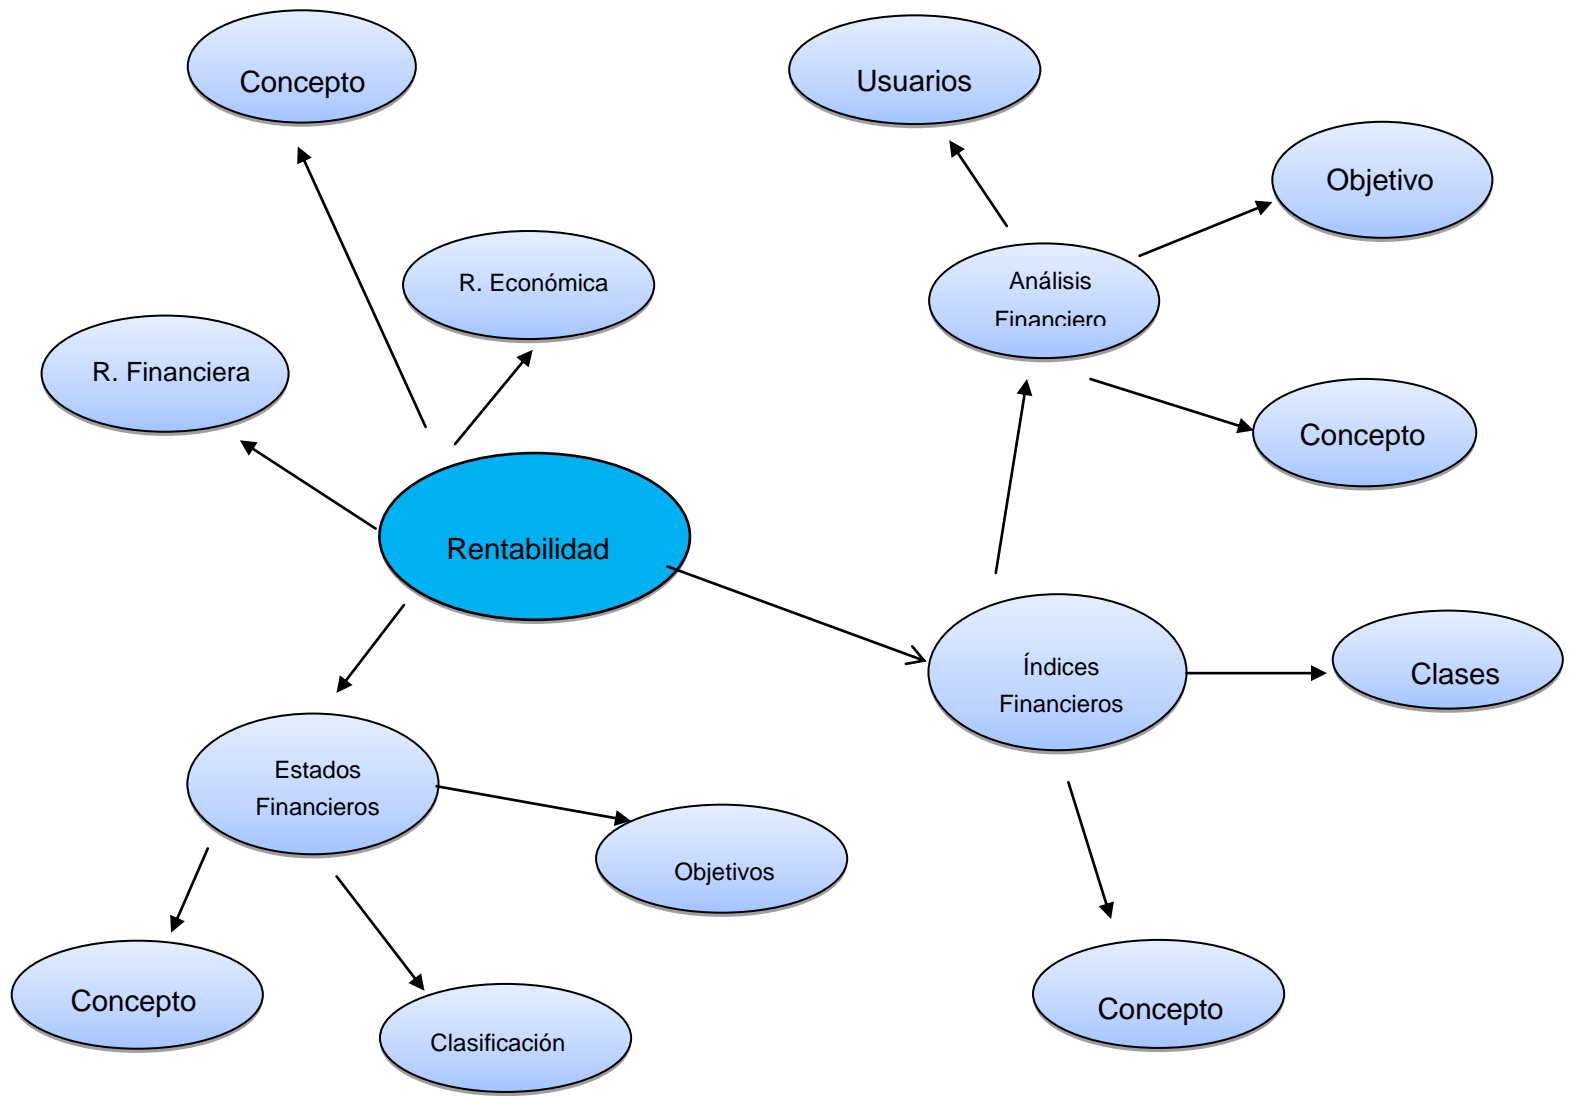 Concepto
Usuarios
Objetivo
R. Económica
Análisis
Financiero
R. Financiera
Concepto
Rentabilidad
Índices
Financieros
Clases
Estados
Financieros
Objetivos
Concepto
Clasificación
Concepto